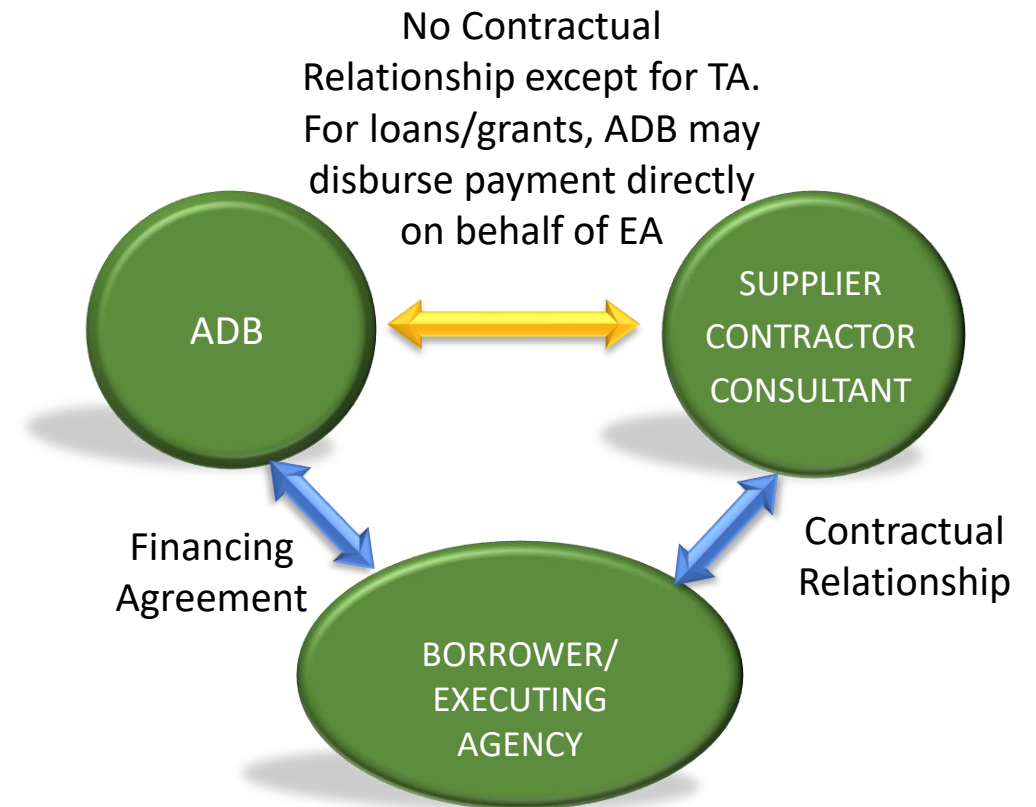 No Contractual
Relationship except for TA.
For loans/grants, ADB may
disburse payment directly
on behalf of EA
ADB
SUPPLIER
CONTRACTOR
CONSULTANT
Financing
Agreement
Contractual
Relationship
BORROWER/
EXECUTING
AGENCY